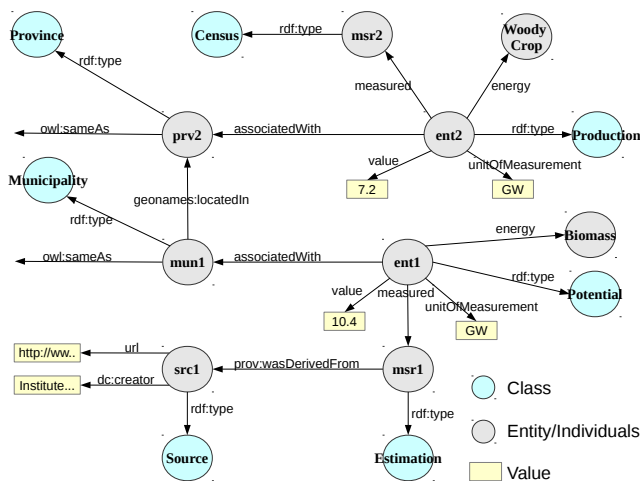 Province
Census
rdf:type
msr2
Woody
Crop
rdf:type
measured
energy
owl:sameAs
prv2
associatedWith
ent2
rdf:type
Production
value
unitOfMeasurement
Municipality
7.2
GW
geonames:locatedIn
rdf:type
energy
Biomass
owl:sameAs
mun1
associatedWith
ent1
rdf:type
value
measured
Potential
unitOfMeasurement
10.4
GW
http://ww..
url
src1
prov:wasDerivedFrom
msr1
Institute...
dc:creator
Class
rdf:type
rdf:type
Entity/Individuals
Source
Estimation
Value